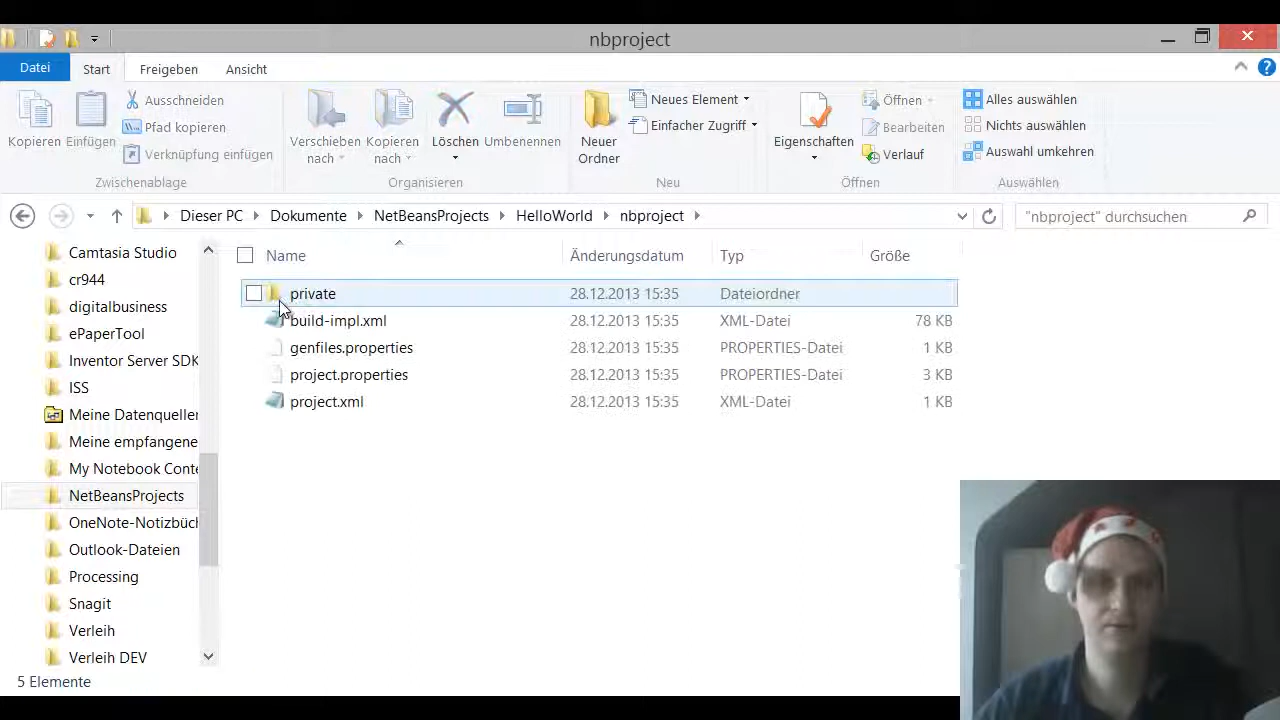 nbproject
Datei Start Freigeben Ansicht
Kopieren
Einfügen
Ausschneiden
Pfad kopieren
Verknüpfung einfügen
Zwischenablage
Verschieben
nach
Kopieren
nach
Löschen
Umbenennen
Organisieren
Neuer
Ordner
Neues Element
Einfacher Zugriff
Neu
Eigenschaften
Öffnen
Bearbeiten
Verlauf
Öffnen
Alles auswählen
Nichts auswählen
Auswahl umkehren
Auswählen
Dieser PC Dokumente NetBeansProjects HelloWorld nbproject
"nbproject" durchsuchen
Camtasia Studio
cr944
digitalbusiness
ePaperTool
Inventor Server SDK
ISS
Meine Datenqueller
Meine empfangene
My Notebook Conte
NetBeansProjects
OneNote-Notizbücl
Outlook-Dateien
Processing
Snagit
Verleih
Verleih DEV
Name Änderungsdatum Typ Größe
private 28.12.2013 15:35 Dateiordner
build-impl.xml 28.12.2013 15:35 XML-Datei 78 KB
genfiles.properties 28.12.2013 15:35 PROPERTIES-Datei 1 KB
project.properties 28.12.2013 15:35 PROPERTIES-Datei 3 KB
project.xml 28.12.2013 15:35 XML-Datei 1 KB
5 Elemente